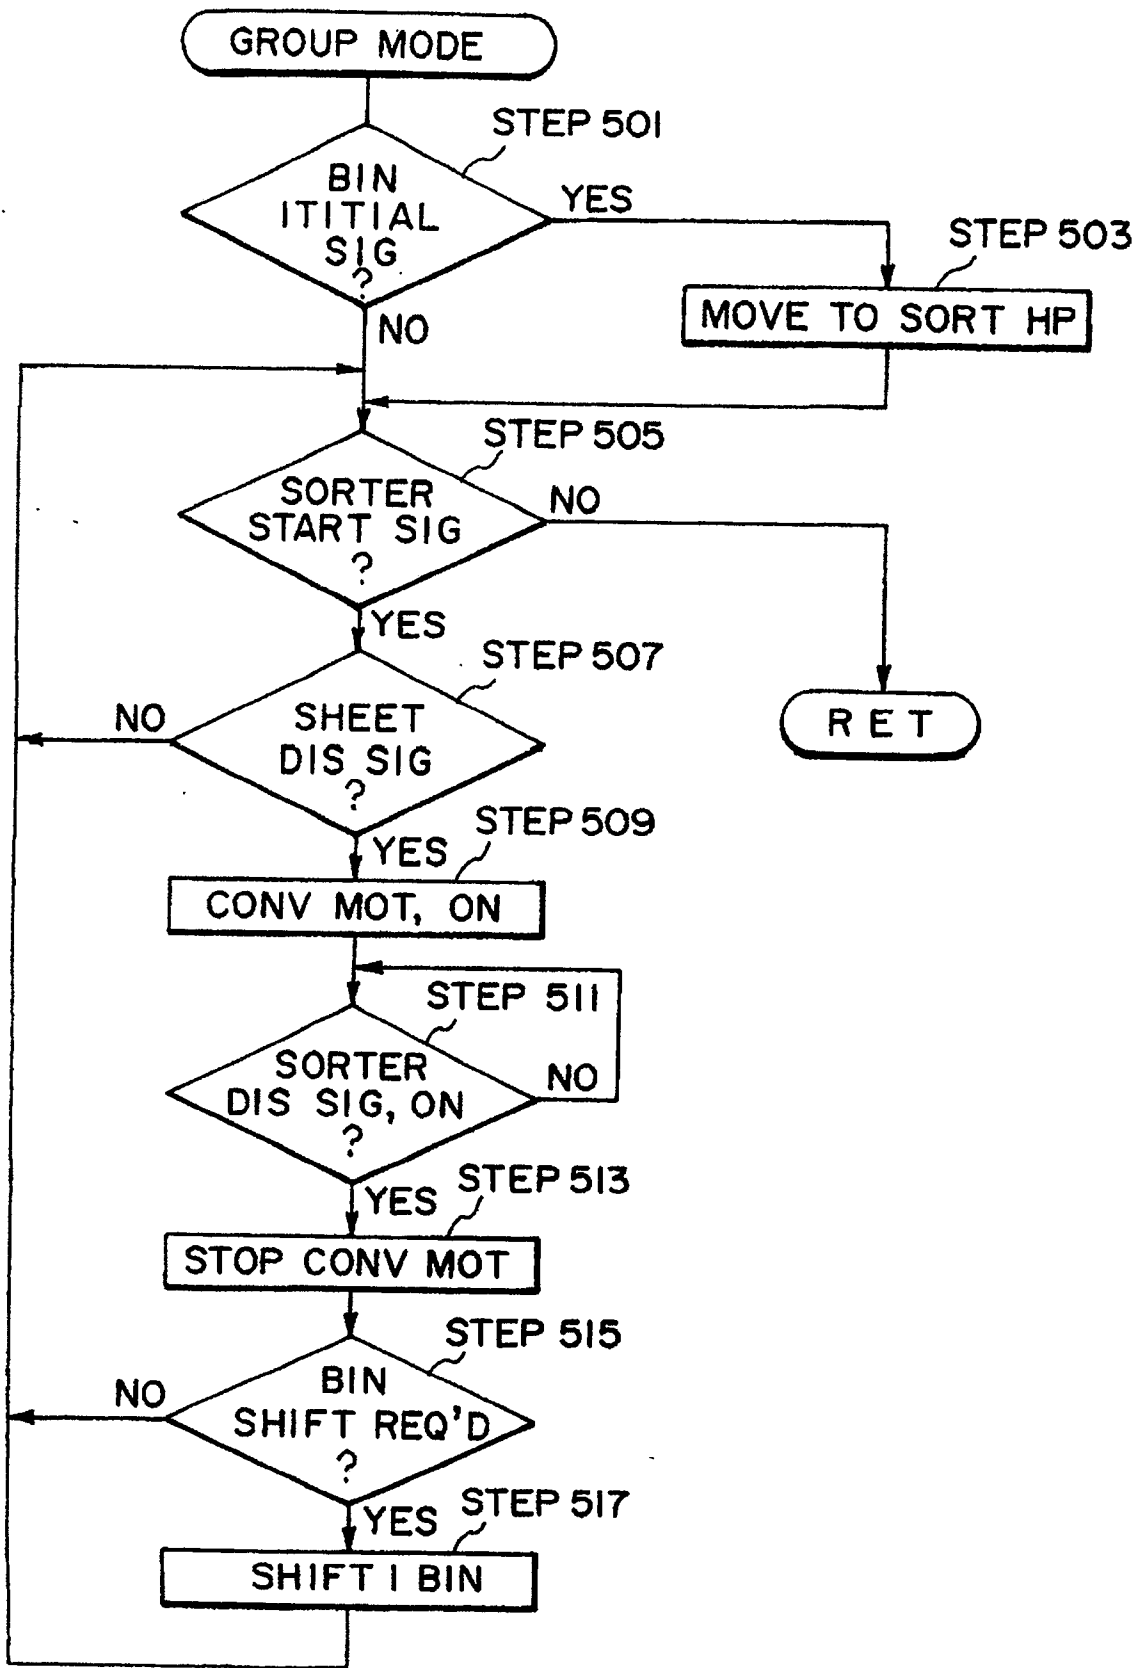 GROUP MODE
STEP 501
BIN
ITITIAL
SIG
?
YES
NO
STEP 503
MOVE TO SORT HP
STEP 505
SORTER
START SIG
?
NO
YES
RET
STEP 507
SHEET
DIS SIG
?
NO
YES
STEP 509
CONV MOT, ON
STEP 511
SORTER
DIS SIG, ON
?
NO
YES
STEP 513
STOP CONV MOT
STEP 515
BIN
SHIFT REQ'D
?
NO
YES
STEP 517
SHIFT 1 BIN